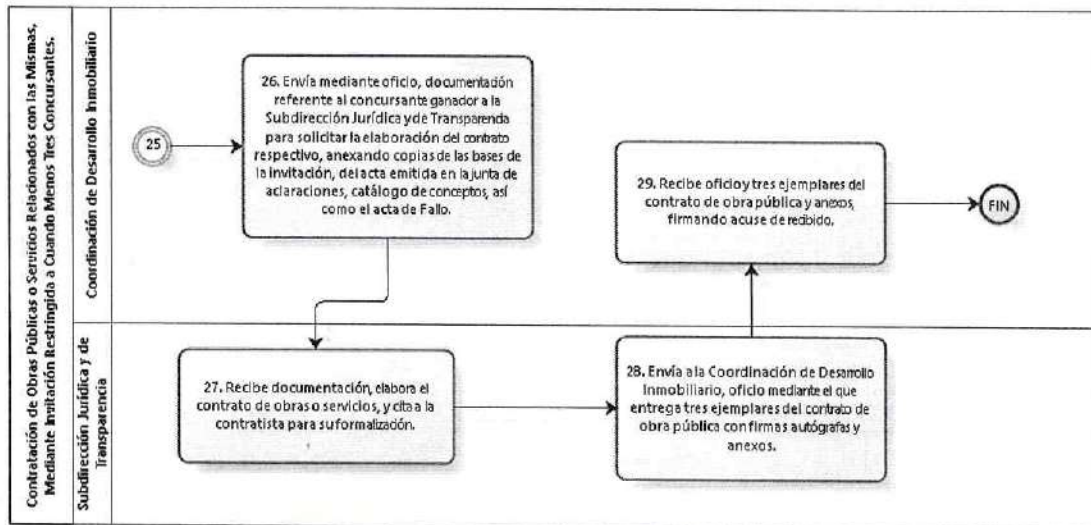 Contratación de Obras Públicas o Servicios Relacionados con las Mismas,
Mediante Invitación Restringida a Cuando Menos Tres Concursantes.
Coordinación de Desarrollo Inmobiliario
25
26. Envía mediante oficio, documentación
referente al concursante ganador a la
Subdirección Jurídica y de Transparencia
para solicitar la elaboración del contrato
respectivo, anexando copias de las bases de
la invitación, del acta emitida en la junta de
aclaraciones, catálogo de conceptos, así
como el acta de Fallo.
29. Recibe oficio y tres ejemplares del
contrato de obra pública y anexos,
firmando acuse de recibido.
FIN
Subdirección Jurídica y de
Transparencia
27. Recibe documentación, elabora el
contrato de obras o servicios, y cita a la
contratista para su formalización.
28. Envía a la Coordinación de Desarrollo
Inmobiliario, oficio mediante el que
entrega tres ejemplares del contrato de
obra pública con firmas autógrafas y
anexos.